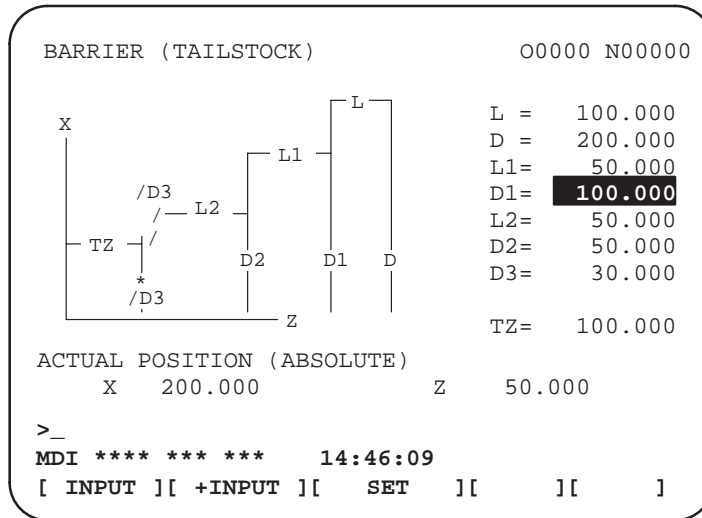 BARRIER (TAILSTOCK) O0000 N00000
L
X
L1
/D3
L2
/
TZ
/
D2 D1 D
*
/D3
Z
L = 100.000
D = 200.000
L1= 50.000
D1= 100.000
L2= 50.000
D2= 50.000
D3= 30.000
TZ= 100.000
ACTUAL POSITION (ABSOLUTE)
X 200.000 Z 50.000
>_
MDI **** *** *** 14:46:09
[ INPUT ][ +INPUT ][ SET ][ ][ ]